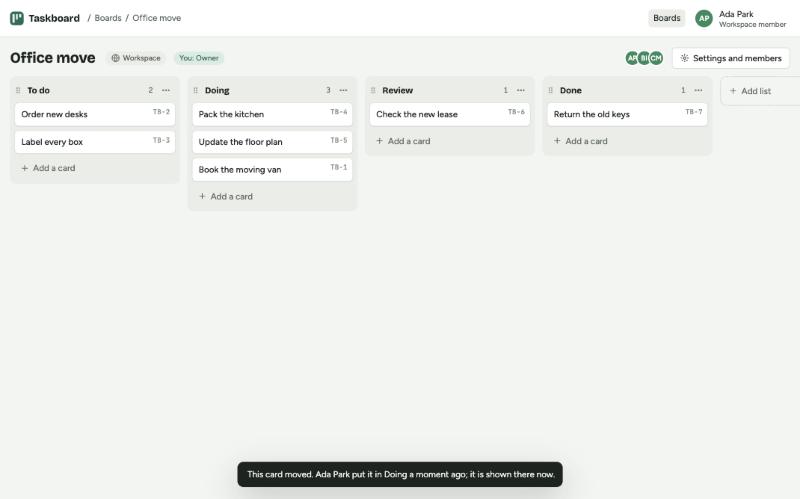 Taskboard / Boards / Office move
Boards
AP
Ada Park
Workspace member
Office move
Workspace
You: Owner
CM
Settings and members
To do 2
Order new desks TB-2
Label every box TB-3
+ Add a card
Doing 3
Pack the kitchen TB-4
Update the floor plan TB-5
Book the moving van TB-1
+ Add a card
Review 1
Check the new lease TB-6
+ Add a card
Done 1
Return the old keys TB-7
+ Add a card
+ Add list
This card moved. Ada Park put it in Doing a moment ago; it is shown there now.